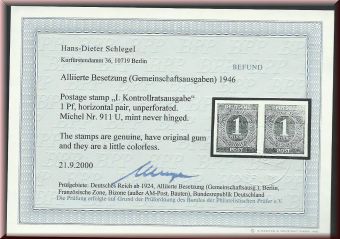 Hans-Dieter Schlegel
Kurfürstendamm 36, 10719 Berlin
BEFUND
Alliierte Besetzung (Gemeinschaftsausgaben) 1946
Postage stamp „I. Kontrollratsausgabe"
1 Pf, horizontal pair, unperforated.
Michel Nr. 911 U, mint never hinged.
The stamps are genuine, have original gum
and they are a little colorless.
21.9.2000
Prüfgebiete: Deutsches Reich ab 1924, Alliierte Besetzung (Gemeinschaftsausg.), Berlin,
Französische Zone, Bizone (außer AM-Post, Bauten), Bundesrepublik Deutschland
Die Prüfung erfolgte auf Grund der Prüfordnung des Bundes der Philatelistischen Prüfer e.V.
1
1